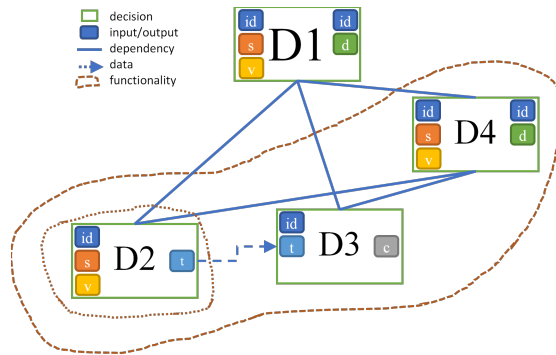 decision
input/output
dependency
data
functionality
id D1 id
s d
v
id D4 id
s d
v
id D2
s t
v
id D3
t c